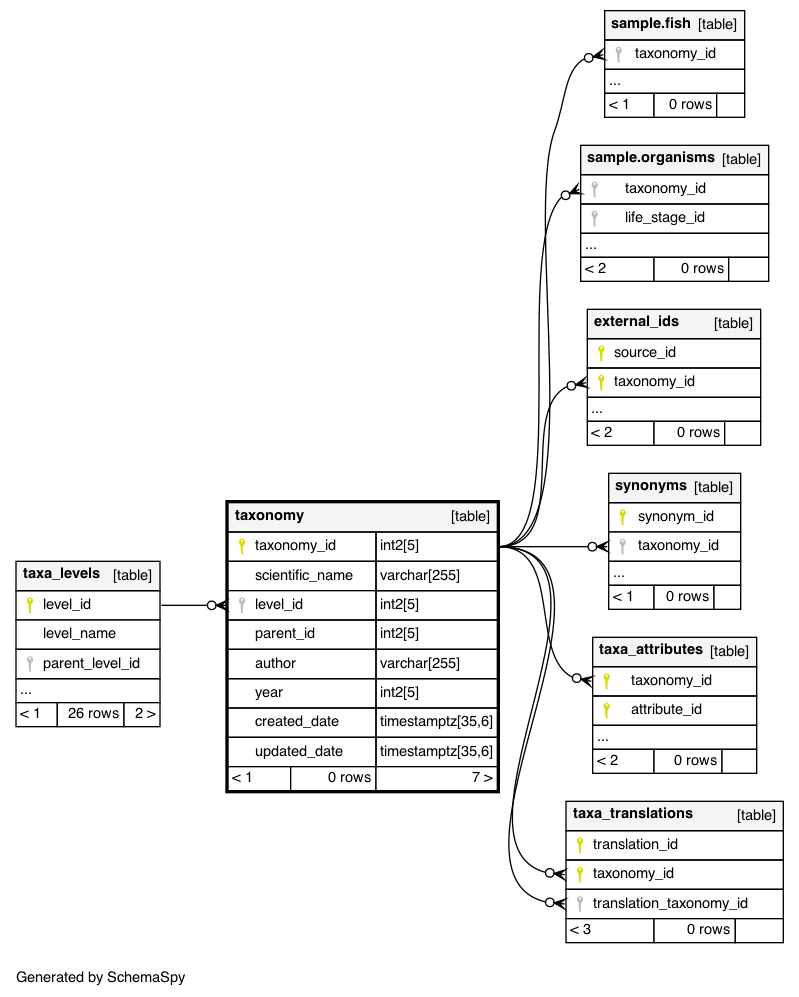 sample.fish [table]
taxonomy_id
...
< 1 0 rows
sample.organisms [table]
taxonomy_id
life_stage_id
...
< 2 0 rows
external_ids [table]
source_id
taxonomy_id
...
< 2 0 rows
synonyms [table]
synonym_id
taxonomy_id
...
< 1 0 rows
taxonomy [table]
taxonomy_id int2[5]
scientific_name varchar[255]
level_id int2[5]
parent_id int2[5]
author varchar[255]
year int2[5]
created_date timestamptz[35,6]
updated_date timestamptz[35,6]
< 1 0 rows 7 >
taxa_levels [table]
level_id
level_name
parent_level_id
...
< 1 26 rows 2 >
taxa_attributes [table]
taxonomy_id
attribute_id
...
< 2 0 rows
taxa_translations [table]
translation_id
taxonomy_id
translation_taxonomy_id
< 3 0 rows
Generated by SchemaSpy